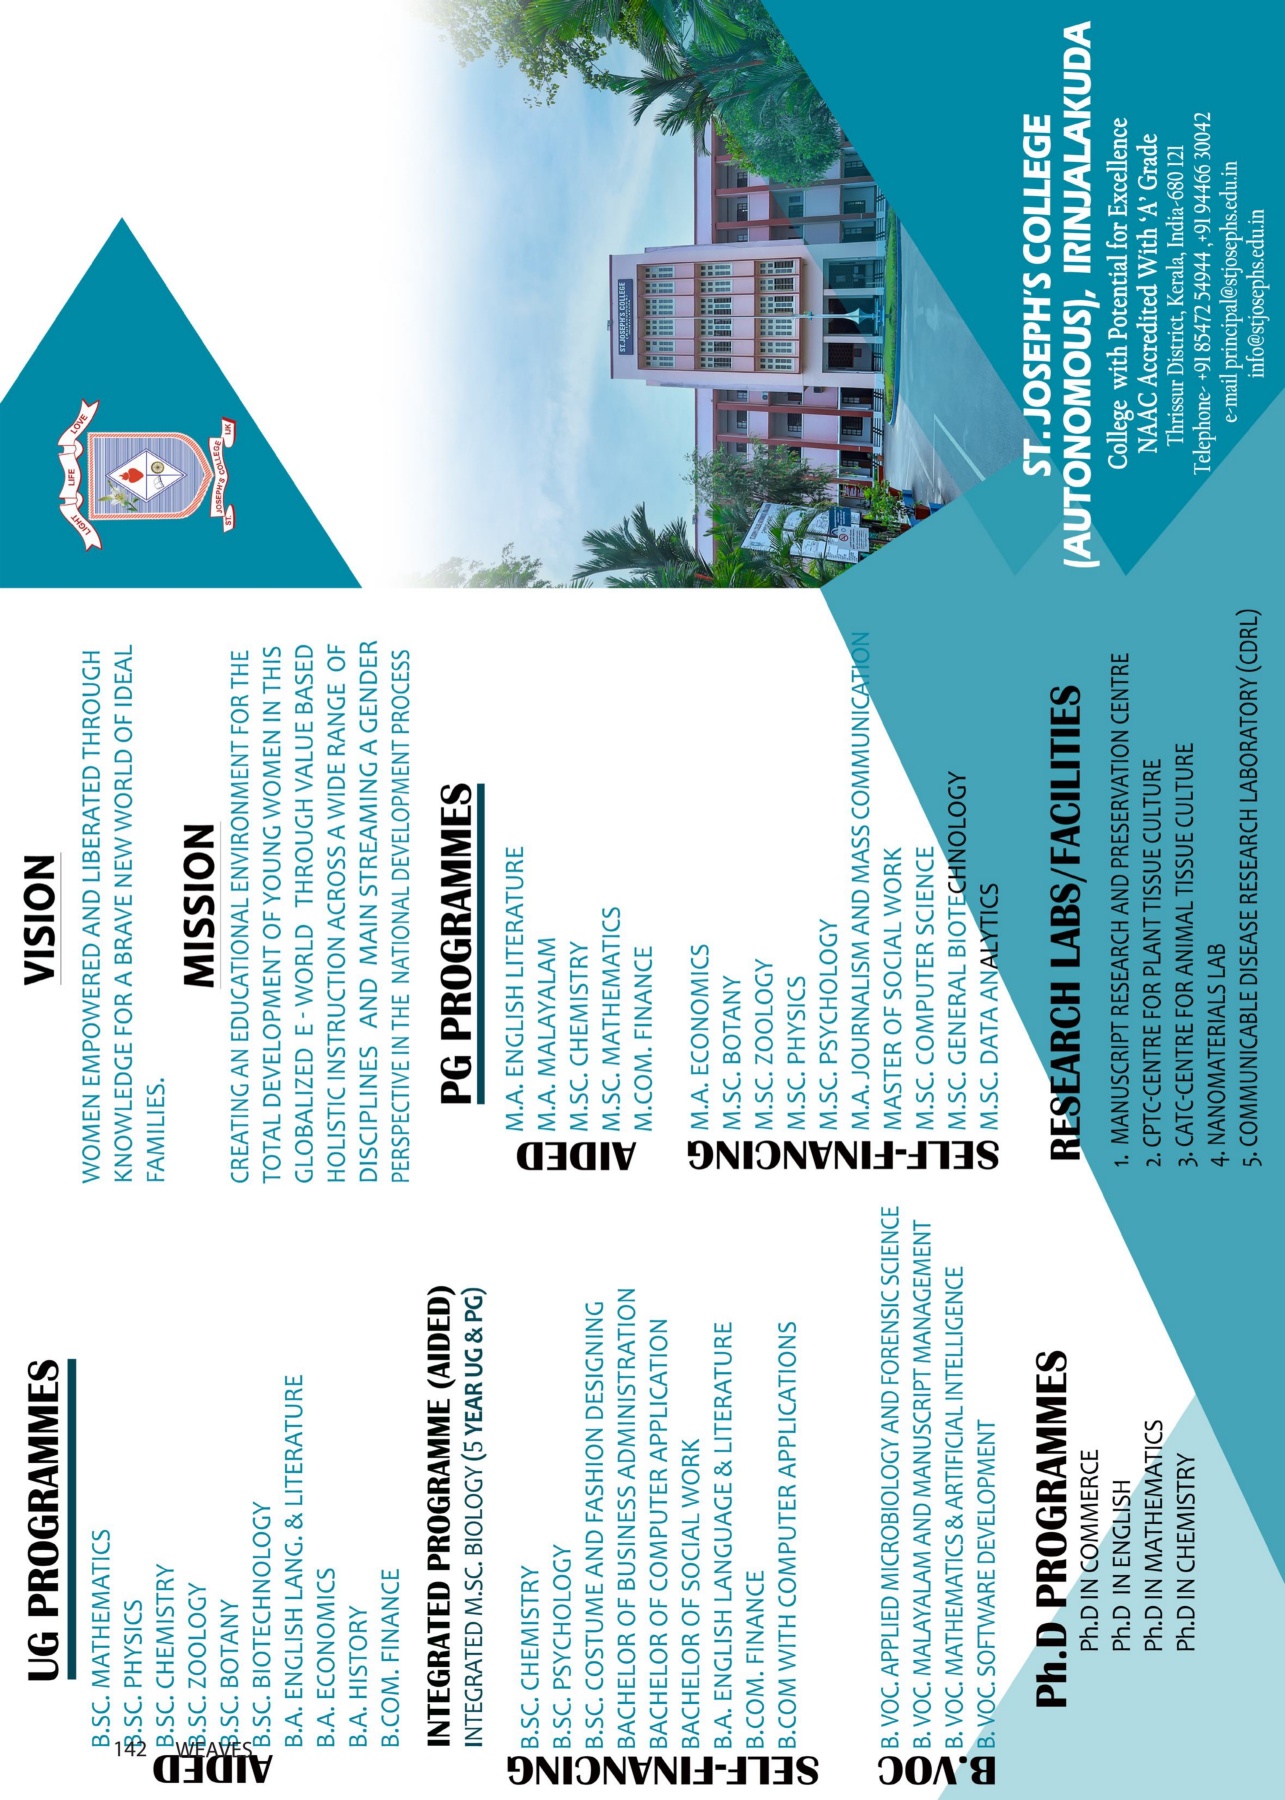 UG PROGRAMMES
AIDED
B.SC. MATHEMATICS
B.SC. PHYSICS
B.SC. CHEMISTRY
B.SC. ZOOLOGY
B.SC. BOTANY
B.SC. BIOTECHNOLOGY
B.A. ENGLISH LANG. & LITERATURE
B.A. ECONOMICS
B.A. HISTORY
B.COM. FINANCE
INTEGRATED PROGRAMME (AIDED)
INTEGRATED M.SC. BIOLOGY (5 YEAR UG & PG)
SELF-FINANCING
B.SC. CHEMISTRY
B.SC. PSYCHOLOGY
B.SC. COSTUME AND FASHION DESIGNING
BACHELOR OF BUSINESS ADMINISTRATION
BACHELOR OF COMPUTER APPLICATION
BACHELOR OF SOCIAL WORK
B.A. ENGLISH LANGUAGE & LITERATURE
B.COM. FINANCE
B.COM WITH COMPUTER APPLICATIONS
B.VOC
B. VOC. APPLIED MICROBIOLOGY AND FORENSIC SCIENCE
B. VOC. MALAYALAM AND MANUSCRIPT MANAGEMENT
B. VOC. MATHEMATICS & ARTIFICIAL INTELLIGENCE
B. VOC. SOFTWARE DEVELOPMENT
Ph.D PROGRAMMES
Ph.D IN COMMERCE
Ph.D IN ENGLISH
Ph.D IN MATHEMATICS
Ph.D IN CHEMISTRY
VISION
WOMEN EMPOWERED AND LIBERATED THROUGH
KNOWLEDGE FOR A BRAVE NEW WORLD OF IDEAL
FAMILIES.
MISSION
CREATING AN EDUCATIONAL ENVIRONMENT FOR THE
TOTAL DEVELOPMENT OF YOUNG WOMEN IN THIS
GLOBALIZED E - WORLD THROUGH VALUE BASED
HOLISTIC INSTRUCTION ACROSS A WIDE RANGE OF
DISCIPLINES AND MAIN STREAMING A GENDER
PERSPECTIVE IN THE NATIONAL DEVELOPMENT PROCESS
PG PROGRAMMES
AIDED
M.A. ENGLISH LITERATURE
M.A. MALAYALAM
M.SC. CHEMISTRY
M.SC. MATHEMATICS
M.COM. FINANCE
SELF-FINANCING
M.A. ECONOMICS
M.SC. BOTANY
M.SC. ZOOLOGY
M.SC. PHYSICS
M.SC. PSYCHOLOGY
M.A. JOURNALISM AND MASS COMMUNICATION
MASTER OF SOCIAL WORK
M.SC. COMPUTER SCIENCE
M.SC. GENERAL BIOTECHNOLOGY
M.SC. DATA ANALYTICS
RESEARCH LABS/FACILITIES
1. MANUSCRIPT RESEARCH AND PRESERVATION CENTRE
2. CPTC-CENTRE FOR PLANT TISSUE CULTURE
3. CATC-CENTRE FOR ANIMAL TISSUE CULTURE
4. NANOMATERIALS LAB
5. COMMUNICABLE DISEASE RESEARCH LABORATORY (CDRL)
LIGHT LIFE LOVE
ST. JOSEPH'S COLLEGE IJK
ST. JOSEPH'S COLLEGE
ST. JOSEPH'S COLLEGE
(AUTONOMOUS), IRINJALAKUDA
College with Potential for Excellence
NAAC Accredited With ‘A’ Grade
Thrissur District, Kerala, India-680 121
Telephone- +91 85472 54944 ,+91 94466 30042
e-mail principal@stjosephs.edu.in
info@stjosephs.edu.in
142 WEAVES